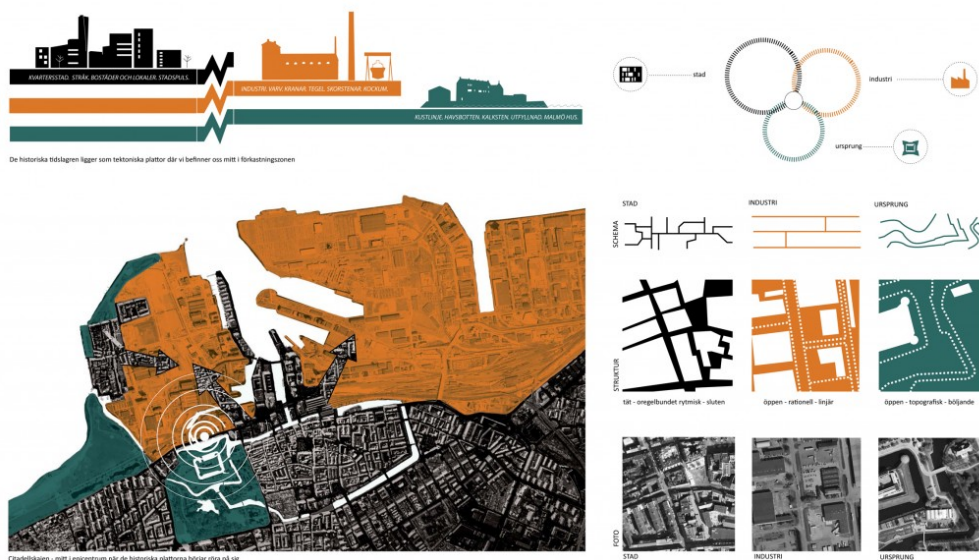 KVARTERSSTAD. STRÅK. BOSTÄDER OCH LOKALER. STADSPULS.
INDUSTRI. VARV. KRANAR. TEGEL. SKORSTENAR. KOCKUM.
KUSTLINJE. HAVSBOTTEN. KALKSTEN. UTFYLLNAD. MALMÖ HUS.
De historiska tidslagren ligger som tektoniska plattor där vi befinner oss mitt i förkastningszonen
stad
industri
ursprung
STAD
INDUSTRI
URSPRUNG
SCHEMA
STRUKTUR
tät - oregelbundet rytmisk - sluten
öppen - rationell - linjär
öppen - topografisk - böljande
FOTO
STAD
INDUSTRI
URSPRUNG
Citadellskajen - mitt i epicentrum när de historiska plattorna börjar röra på sig